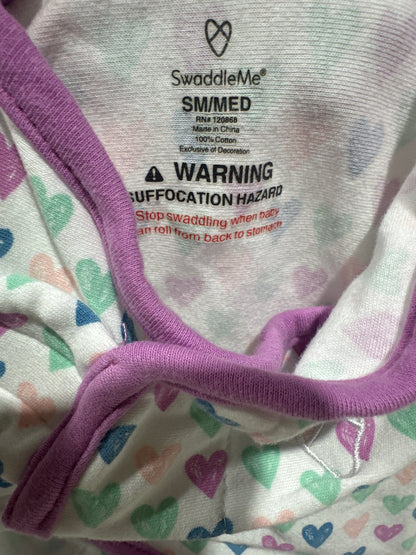 SwaddleMe®
SM/MED
RN# 120868
Made in China
100% Cotton
Exclusive of Decoration
⚠ WARNING
SUFFOCATION HAZARD
Stop swaddling when baby
an roll from back to stomach